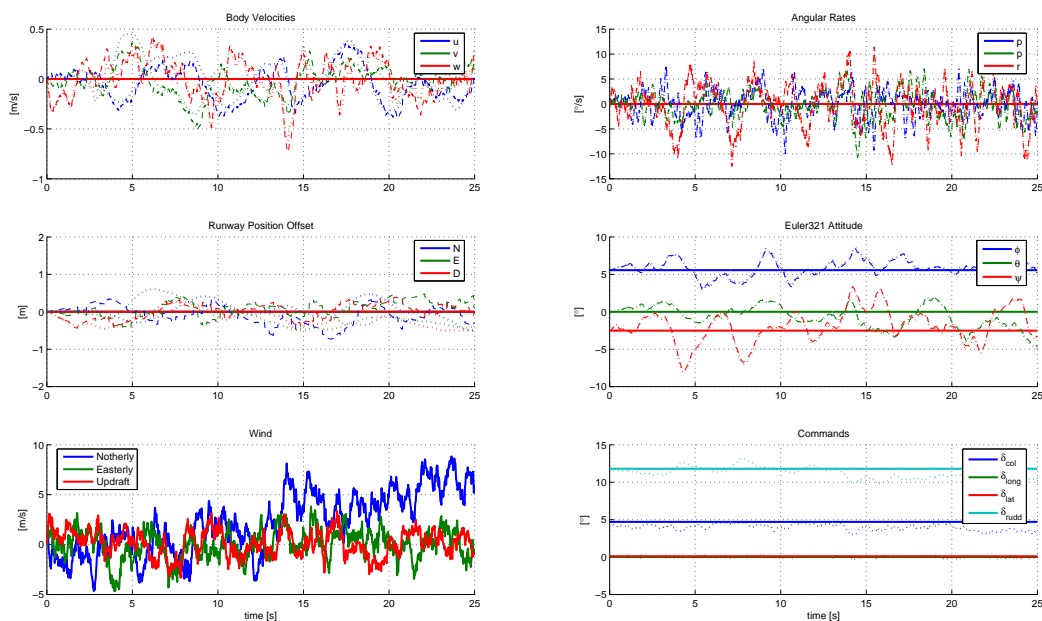 Body Velocities
0.5
0
−0.5
−1
[m/s]
0 5 10 15 20 25
u
v
w
Angular Rates
15
10
5
0
−5
−10
−15
[°/s]
0 5 10 15 20 25
p
p
r
Runway Position Offset
2
1
0
−1
−2
[m]
0 5 10 15 20 25
N
E
D
Euler321 Attitude
10
5
0
−5
−10
[°]
0 5 10 15 20 25
ϕ
θ
ψ
Wind
10
5
0
−5
[m/s]
0 5 10 15 20 25
time [s]
Notherly
Easterly
Updraft
Commands
15
10
5
0
−5
[°]
0 5 10 15 20 25
time [s]
δcol
δlong
δlat
δrudd